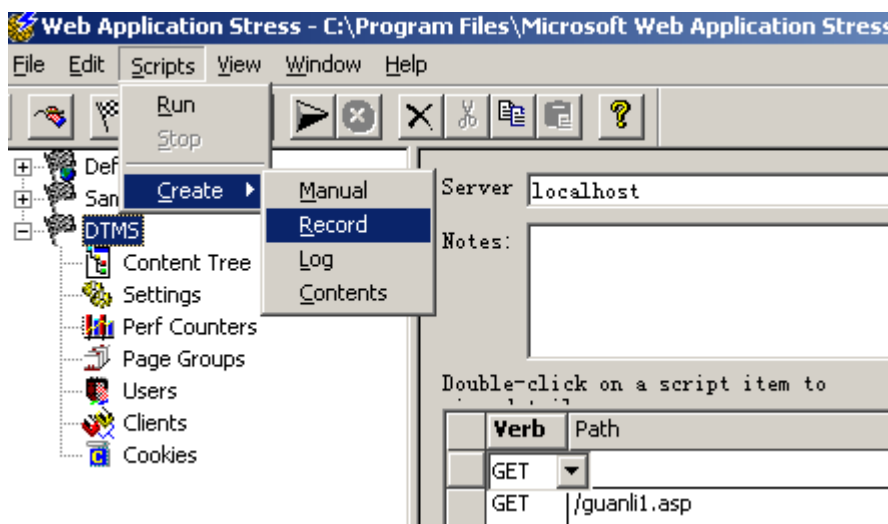 Web Application Stress - C:\Program Files\Microsoft Web Application Stress
File Edit Scripts View Window Help
Run
Stop
Create
Manual
Record
Log
Contents
Def
San
DTMS
Content Tree
Settings
Perf Counters
Page Groups
Users
Clients
Cookies
Server localhost
Notes:
Double-click on a script item to
Verb Path
GET
GET /guanli1.asp